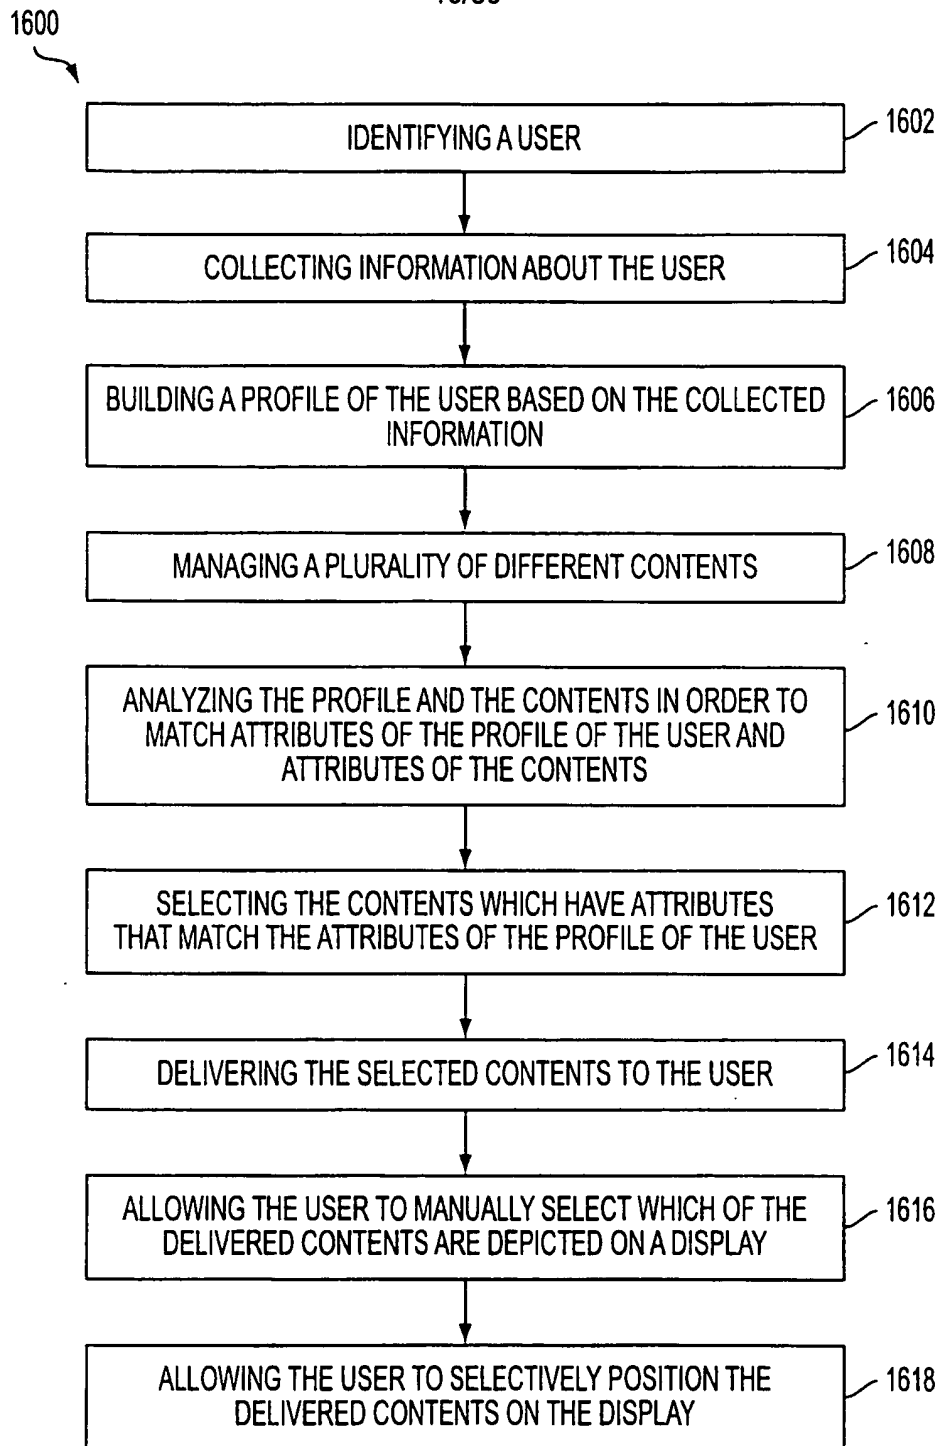 1600
IDENTIFYING A USER
1602
COLLECTING INFORMATION ABOUT THE USER
1604
BUILDING A PROFILE OF THE USER BASED ON THE COLLECTED
INFORMATION
1606
MANAGING A PLURALITY OF DIFFERENT CONTENTS
1608
ANALYZING THE PROFILE AND THE CONTENTS IN ORDER TO
MATCH ATTRIBUTES OF THE PROFILE OF THE USER AND
ATTRIBUTES OF THE CONTENTS
1610
SELECTING THE CONTENTS WHICH HAVE ATTRIBUTES
THAT MATCH THE ATTRIBUTES OF THE PROFILE OF THE USER
1612
DELIVERING THE SELECTED CONTENTS TO THE USER
1614
ALLOWING THE USER TO MANUALLY SELECT WHICH OF THE
DELIVERED CONTENTS ARE DEPICTED ON A DISPLAY
1616
ALLOWING THE USER TO SELECTIVELY POSITION THE
DELIVERED CONTENTS ON THE DISPLAY
1618